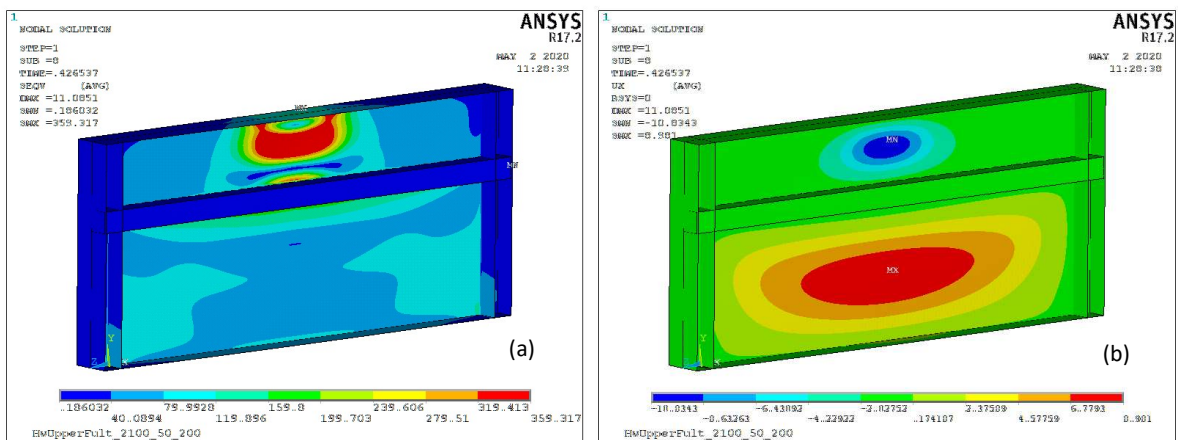 1
NODAL SOLUTION
STEP=1
SUB =8
TIME=.426537
SEQV (AVG)
DMX =11.0851
SMN =.186032
SMX =359.317
ANSYS
R17.2
MAY 2 2020
11:28:39
MX
MN
Y
Z
X
(a)
.186032
40.0894
79.9928
119.896
159.8
199.703
239.606
279.51
319.413
359.317
HwUpperFult_2100_50_200
1
NODAL SOLUTION
STEP=1
SUB =8
TIME=.426537
UX (AVG)
RSYS=0
DMX =11.0851
SMN =-10.8343
SMX =8.981
ANSYS
R17.2
MAY 2 2020
11:28:38
MN
MX
Y
Z
X
(b)
-10.8343
-8.63263
-6.43092
-4.22922
-2.02752
.174187
2.37589
4.57759
6.7793
8.981
HwUpperFult_2100_50_200